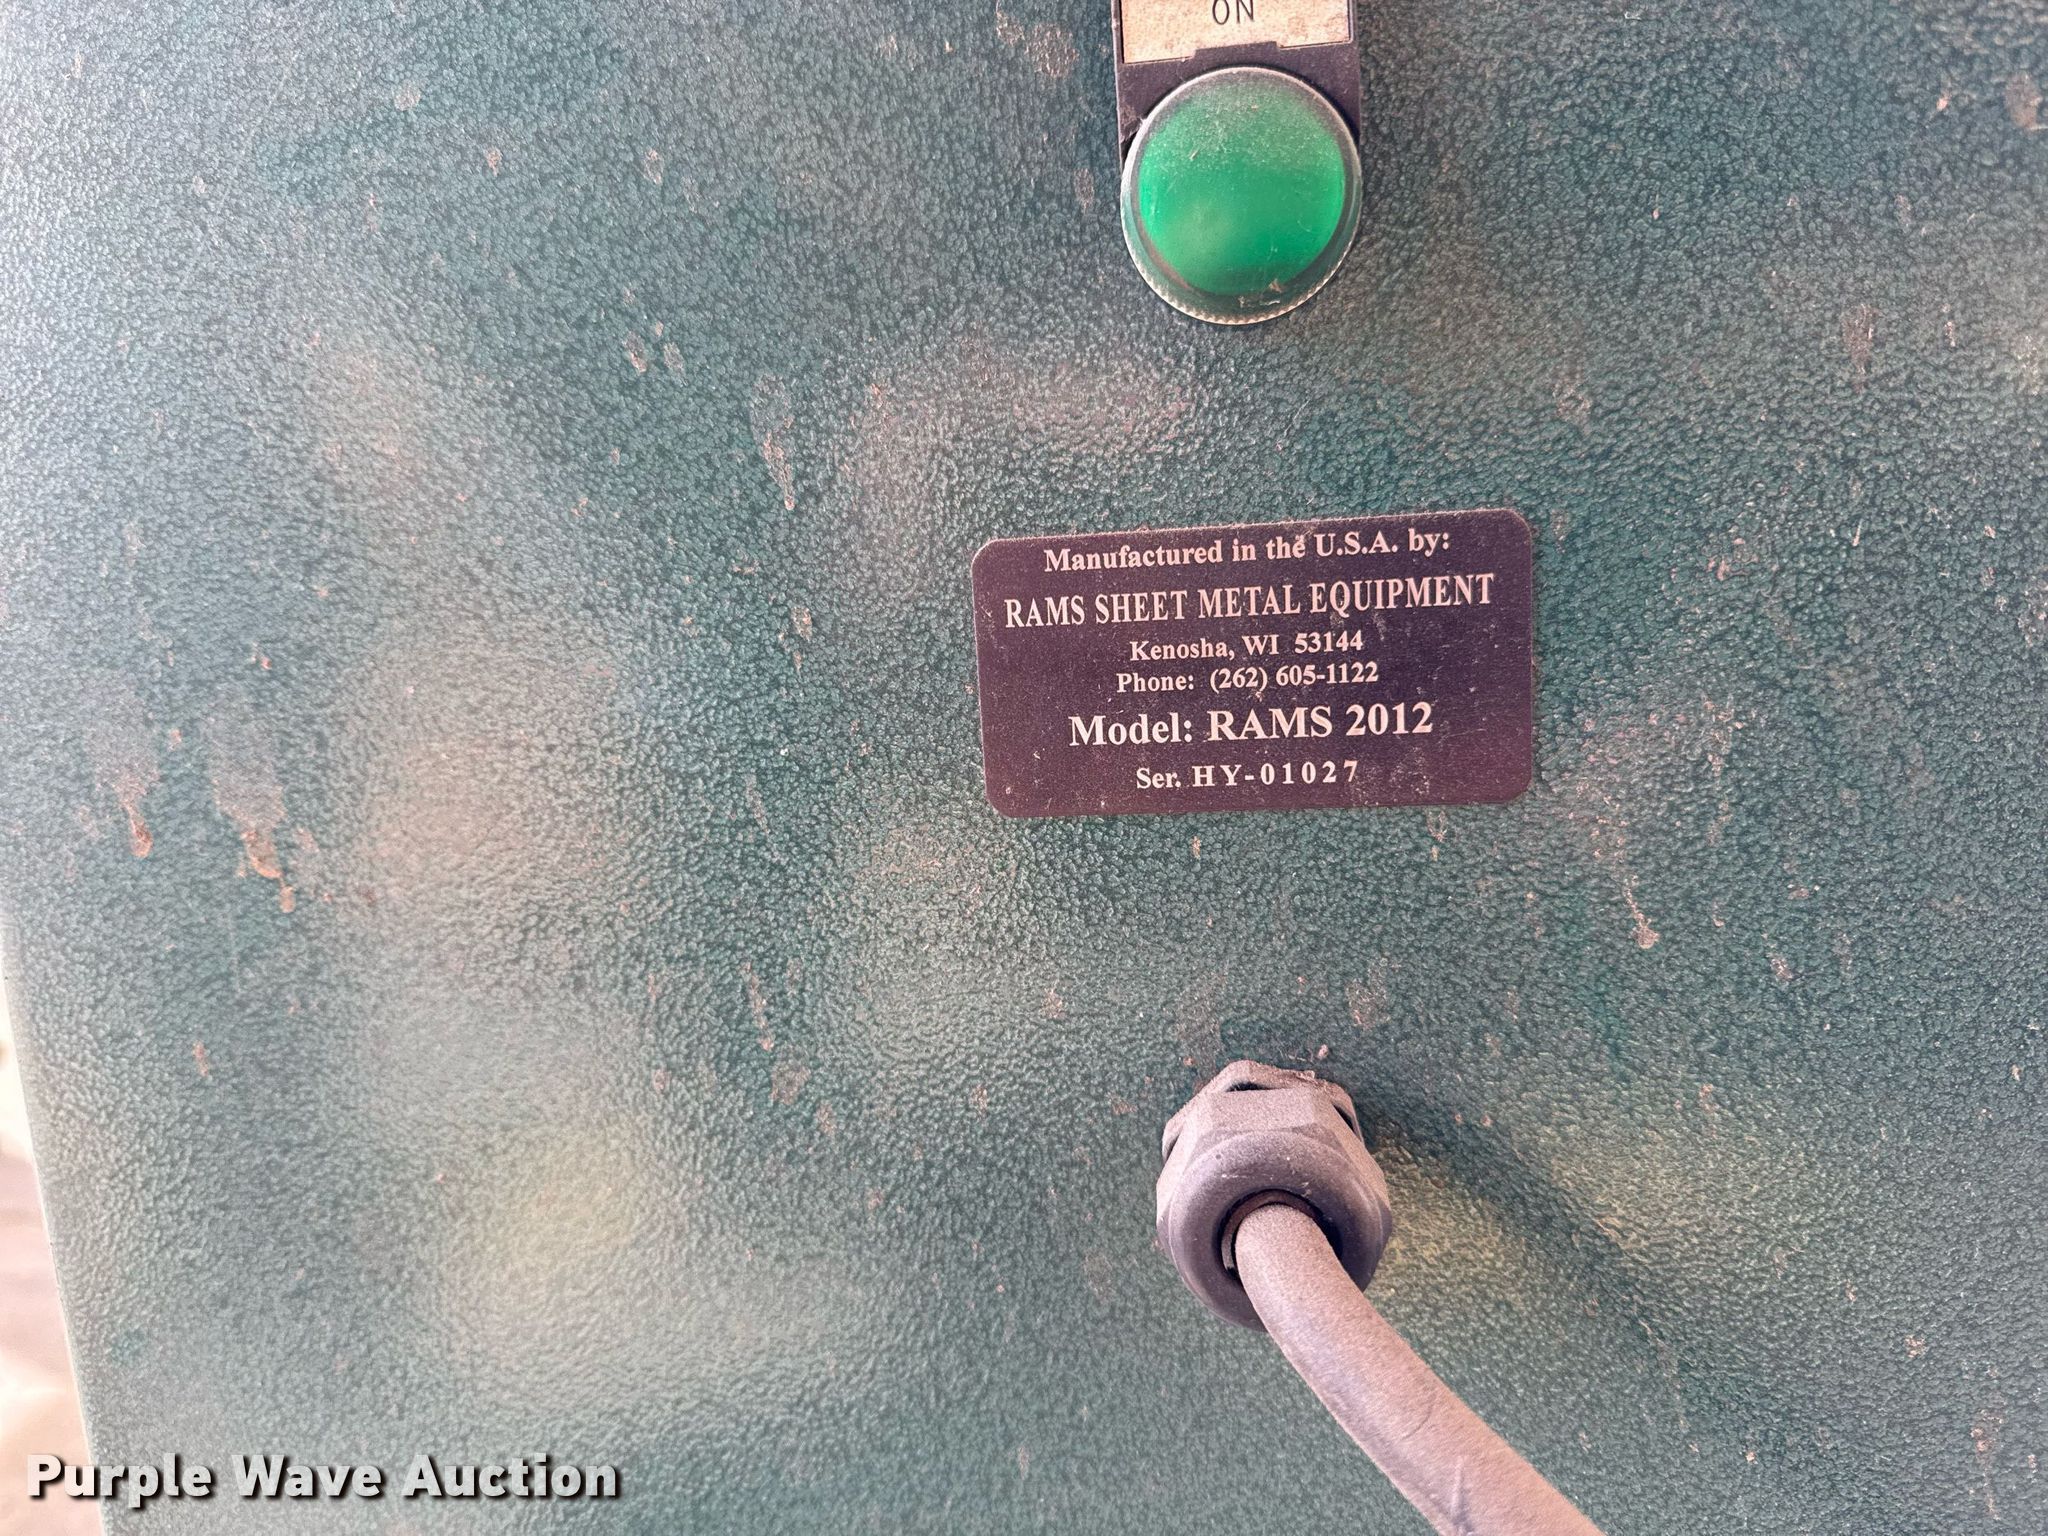 ON
Manufactured in the U.S.A. by:
RAMS SHEET METAL EQUIPMENT
Kenosha, WI 53144
Phone: (262) 605-1122
Model: RAMS 2012
Ser. HY-01027
Purple Wave Auction